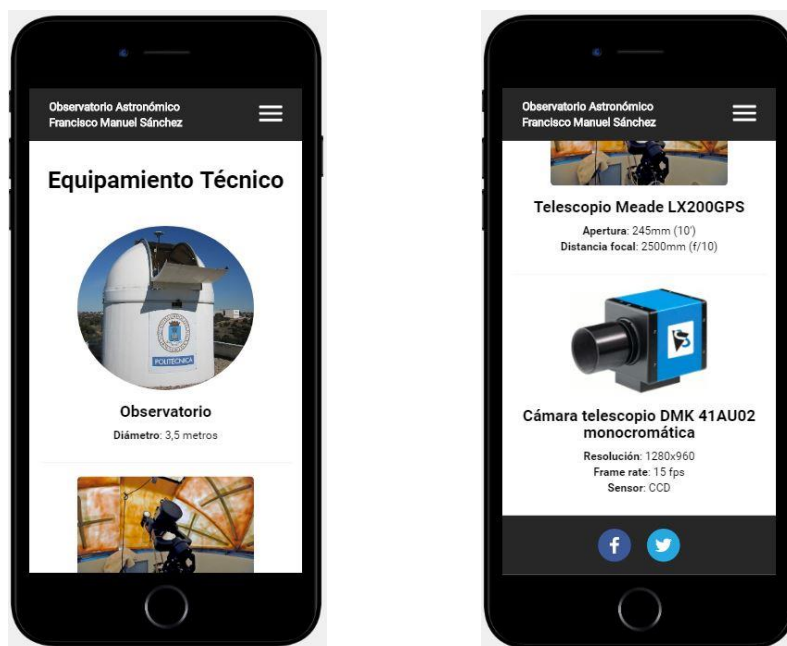 Observatorio Astronómico
Francisco Manuel Sánchez
Equipamiento Técnico
POLITÉCNICA
Observatorio
Diámetro: 3,5 metros
Observatorio Astronómico
Francisco Manuel Sánchez
Telescopio Meade LX200GPS
Apertura: 245mm (10')
Distancia focal: 2500mm (f/10)
Cámara telescopio DMK 41AU02
monocromática
Resolución: 1280x960
Frame rate: 15 fps
Sensor: CCD